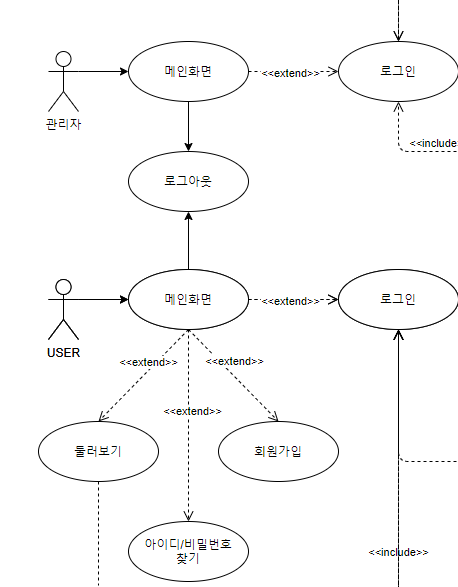 메인화면
<<extend>>
로그인
관리자
<<include
로그아웃
메인화면
<<extend>>
로그인
USER
<<extend>>
<<extend>>
<<extend>>
둘러보기
회원가입
아이디/비밀번호
찾기
<<include>>